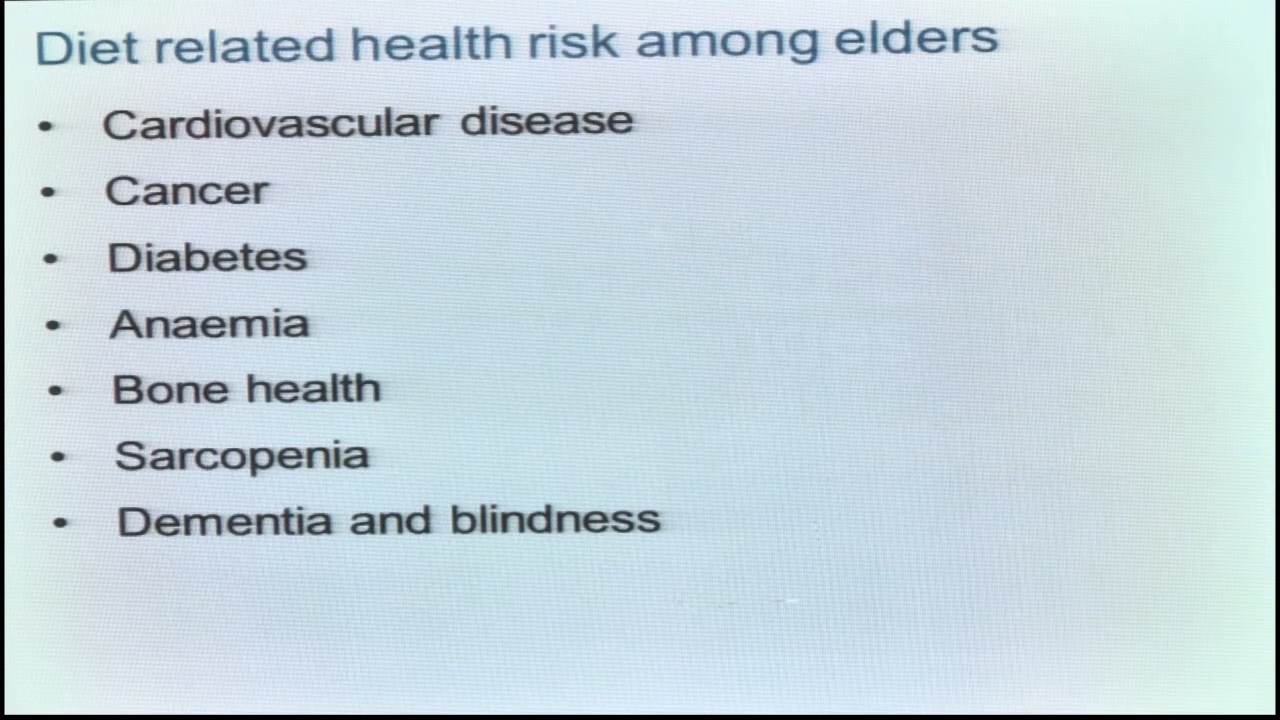 Diet related health risk among elders
• Cardiovascular disease
• Cancer
• Diabetes
• Anaemia
• Bone health
• Sarcopenia
• Dementia and blindness